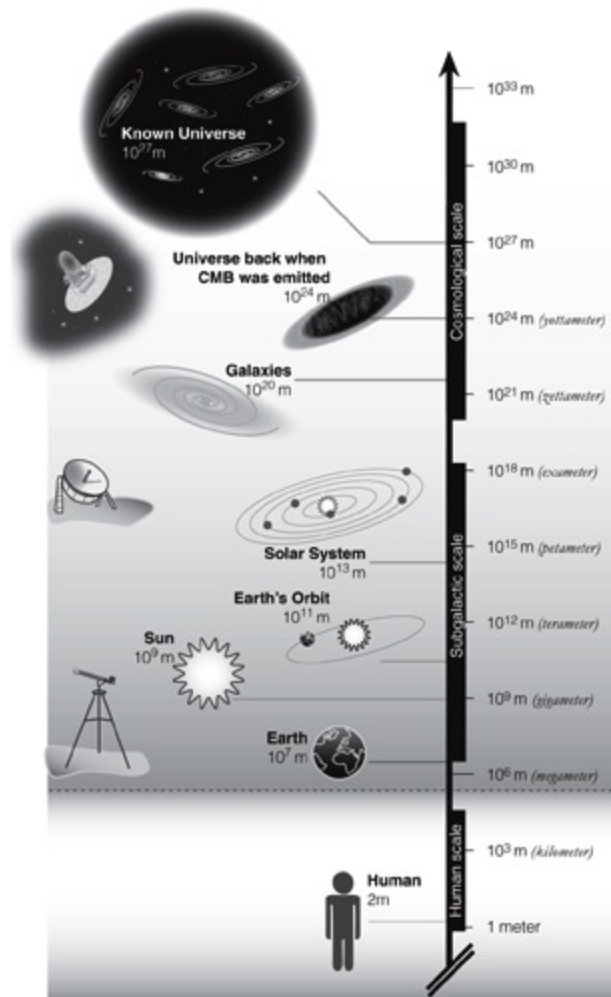 10³³ m
Known Universe
10²⁷m
10³⁰ m
10²⁷ m
Universe back when
CMB was emitted
10²⁴ m
10²⁴ m (yottameter)
Cosmological scale
Galaxies
10²⁰ m
10²¹ m (zettameter)
10¹⁸ m (exameter)
Solar System
10¹³ m
10¹⁵ m (petameter)
Earth's Orbit
10¹¹ m
10¹² m (terameter)
Subgalactic scale
Sun
10⁹ m
10⁹ m (gigameter)
Earth
10⁷ m
10⁶ m (megameter)
10³ m (kilometer)
Human scale
Human
2m
1 meter